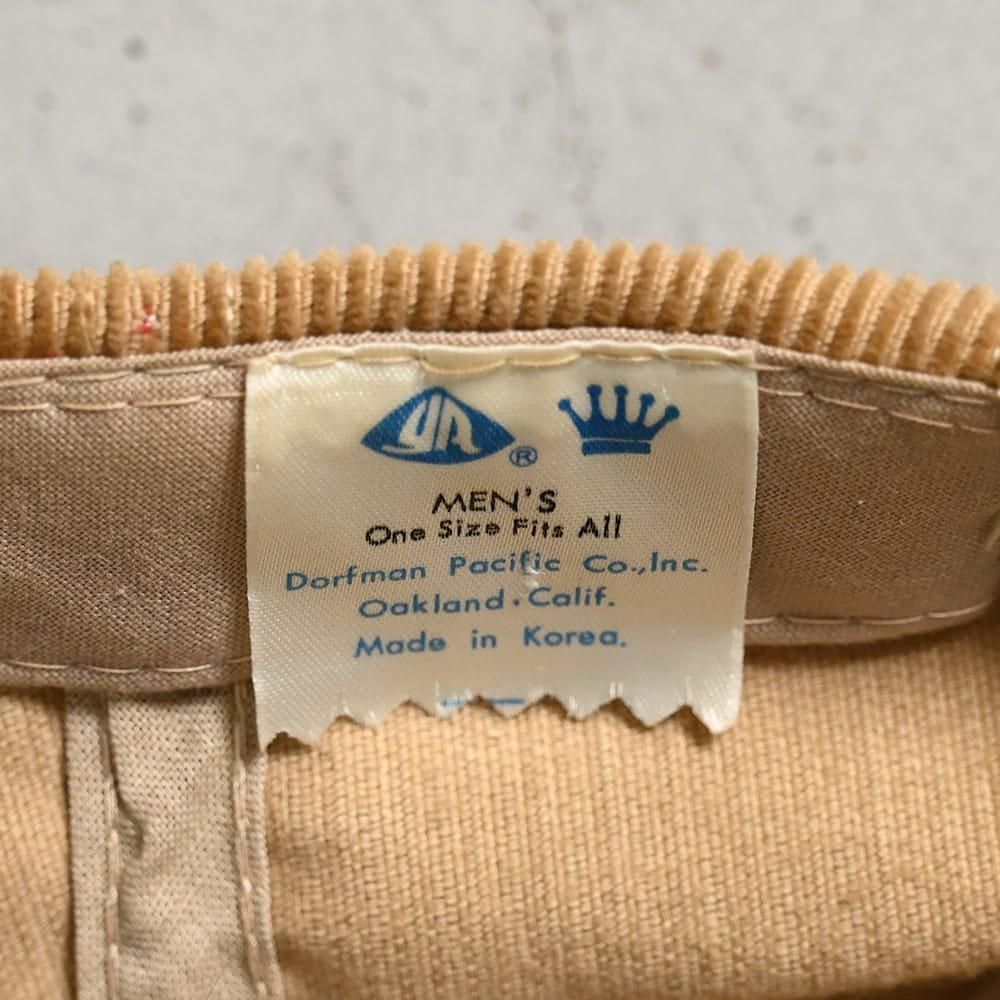 YA ®
MEN'S
One Size Fits All
Dorfman Pacific Co.,Inc.
Oakland, Calif.
Made in Korea.